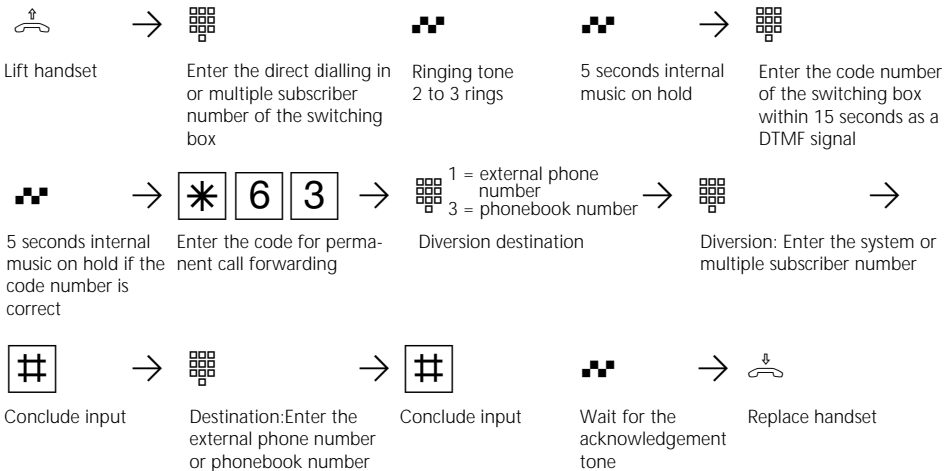 Lift handset
Enter the direct dialling in
or multiple subscriber
number of the switching
box
Ringing tone
2 to 3 rings
5 seconds internal
music on hold
Enter the code number
of the switching box
within 15 seconds as a
DTMF signal
* 6 3
1 = external phone
number
3 = phonebook number
5 seconds internal
music on hold if the
code number is
correct
Enter the code for perma-
nent call forwarding
Diversion destination
Diversion: Enter the system or
multiple subscriber number
#
#
Conclude input
Destination:Enter the
external phone number
or phonebook number
Conclude input
Wait for the
acknowledgement
tone
Replace handset